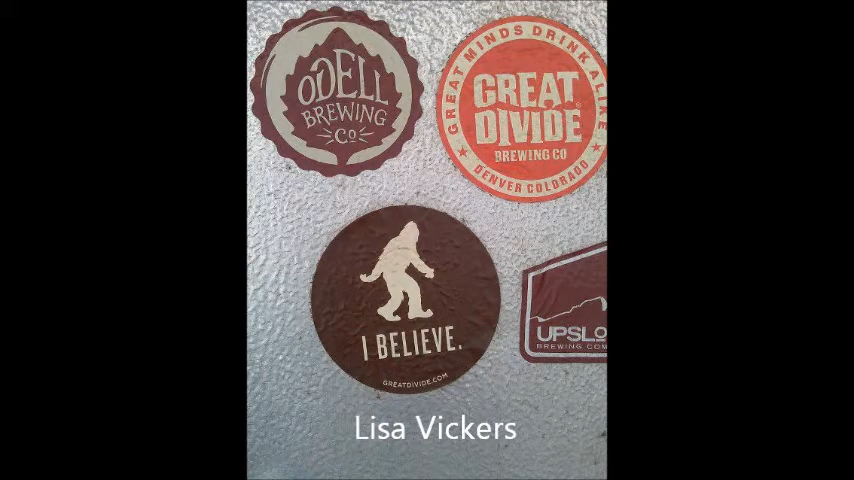 ODELL
BREWING
Co
GREAT MINDS DRINK ALIKE
GREAT
DIVIDE
BREWING CO
DENVER COLORADO
I BELIEVE.
GREATDIVIDE.COM
UPSLO
BREWING COM
Lisa Vickers